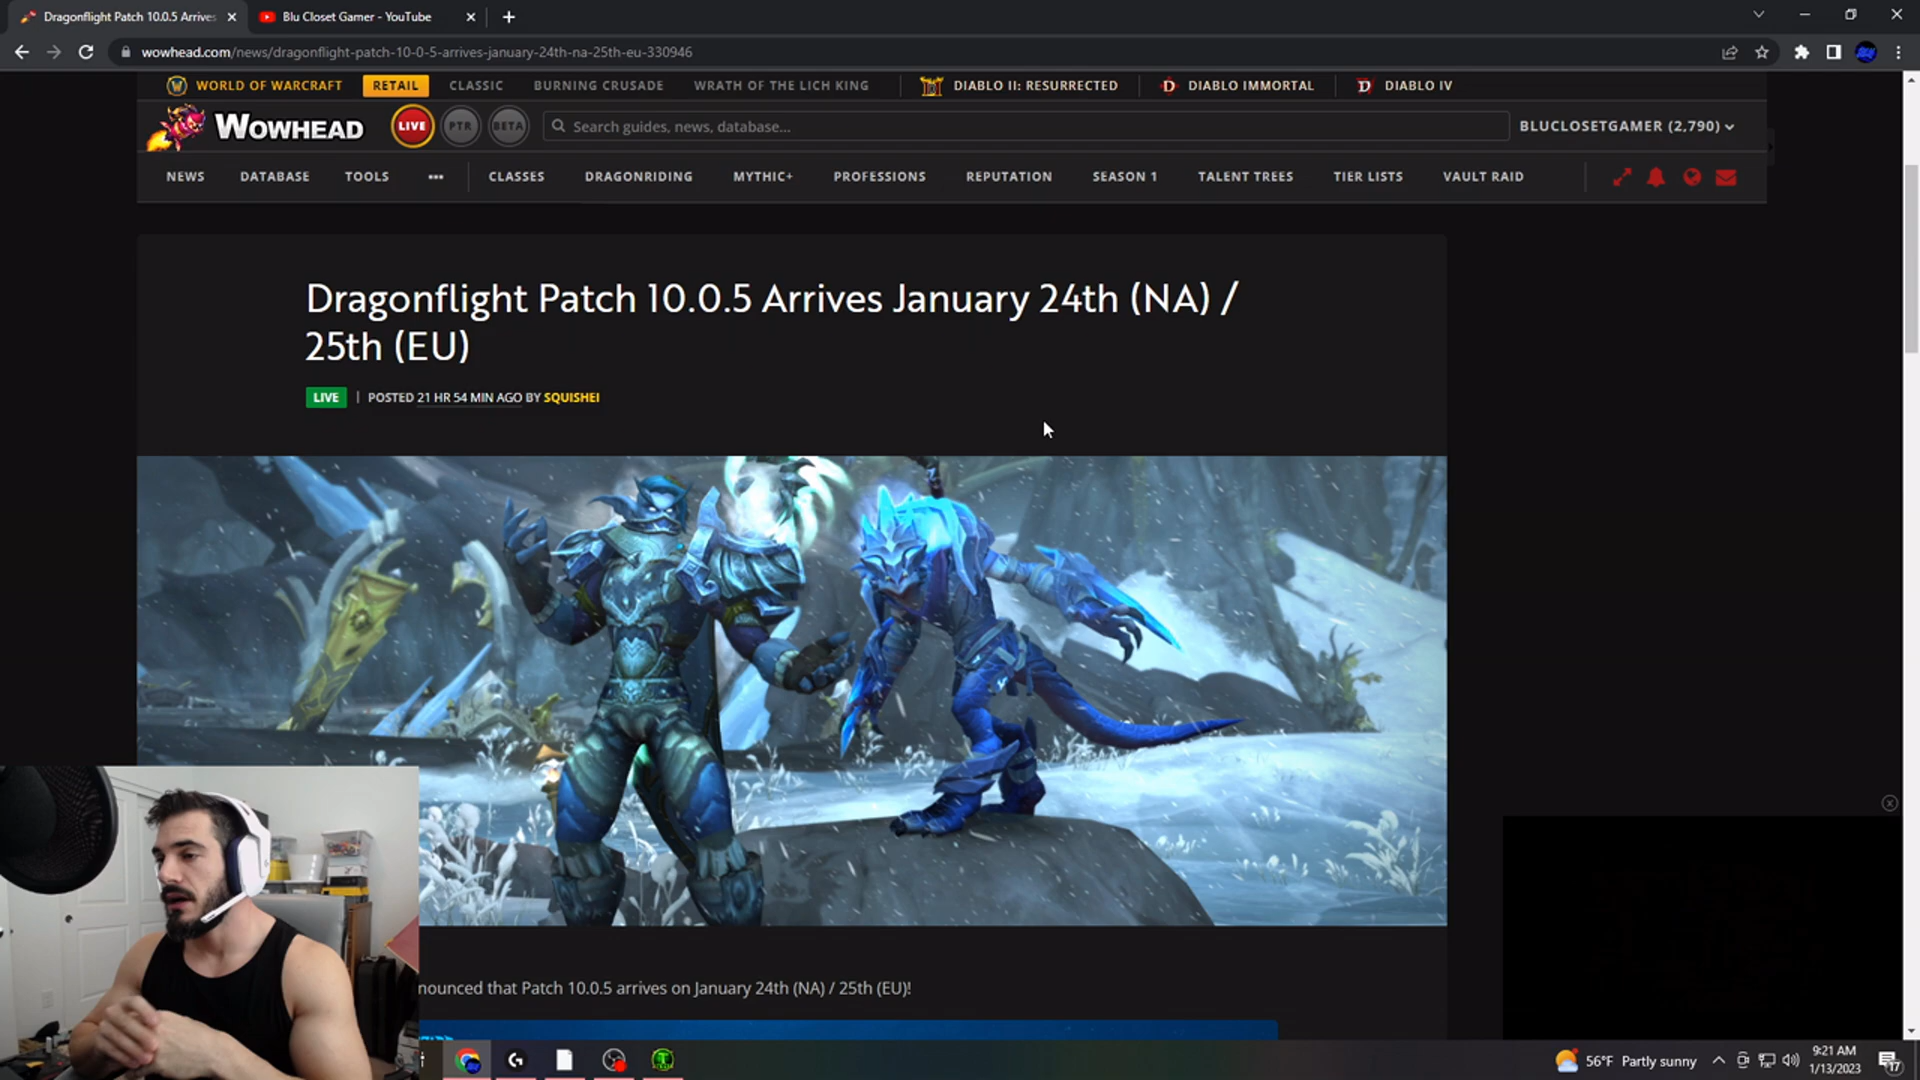 Dragonflight Patch 10.0.5 Arrives
Blu Closet Gamer - YouTube
wowhead.com/news/dragonflight-patch-10-0-5-arrives-january-24th-na-25th-eu-330946
WORLD OF WARCRAFT RETAIL CLASSIC BURNING CRUSADE WRATH OF THE LICH KING DIABLO II: RESURRECTED DIABLO IMMORTAL DIABLO IV
WOWHEAD LIVE PTR BETA Search guides, news, database... BLUCLOSETGAMER (2,790)
NEWS DATABASE TOOLS ••• CLASSES DRAGONRIDING MYTHIC+ PROFESSIONS REPUTATION SEASON 1 TALENT TREES TIER LISTS VAULT RAID
Dragonflight Patch 10.0.5 Arrives January 24th (NA) /
25th (EU)
LIVE | POSTED 21 HR 54 MIN AGO BY SQUISHEI
nounced that Patch 10.0.5 arrives on January 24th (NA) / 25th (EU)!
56°F Partly sunny
9:21 AM
1/13/2023
17